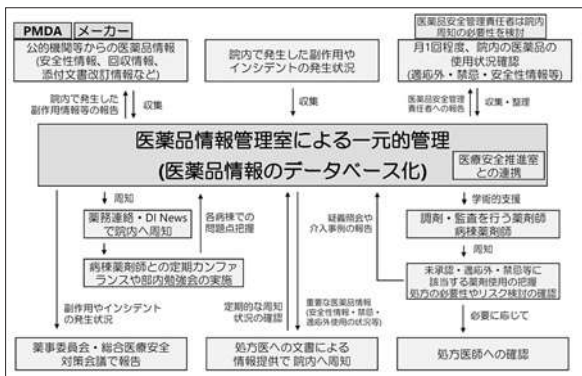 PMDA メーカー
公的機関等からの医薬品情報
(安全性情報、回収情報、
添付文書改訂情報など)
院内で発生した副作用や
インシデントの発生状況
医薬品安全管理責任者は院内
周知の必要性を検討
月1回程度、院内の医薬品の
使用状況確認
(適応外・禁忌・安全性情報等)
院内で発生した
副作用情報等の報告
収集
収集
医薬品安全管理
責任者への報告
収集・整理
医薬品情報管理室による一元的管理
(医薬品情報のデータベース化)
医療安全推進室
との連携
周知
薬務連絡・DI News
で院内へ周知
各病棟での
問題点把握
病棟薬剤師との定期カンファ
ランスや部内勉強会の実施
疑義照会や
介入事例の報告
学術的支援
調剤・監査を行う薬剤師
病棟薬剤師
周知
未承認・適応外・禁忌等に
該当する薬剤使用の把握
処方の必要性やリスク検討の確認
副作用やインシデント
の発生状況
定期的な周知
状況の確認
重要な医薬品情報
(安全性情報・禁忌・
適応外使用の状況等)
必要に応じて
薬事委員会・総合医療安全
対策会議で報告
処方医への文書による
情報提供で 院内へ周知
処方医師への確認